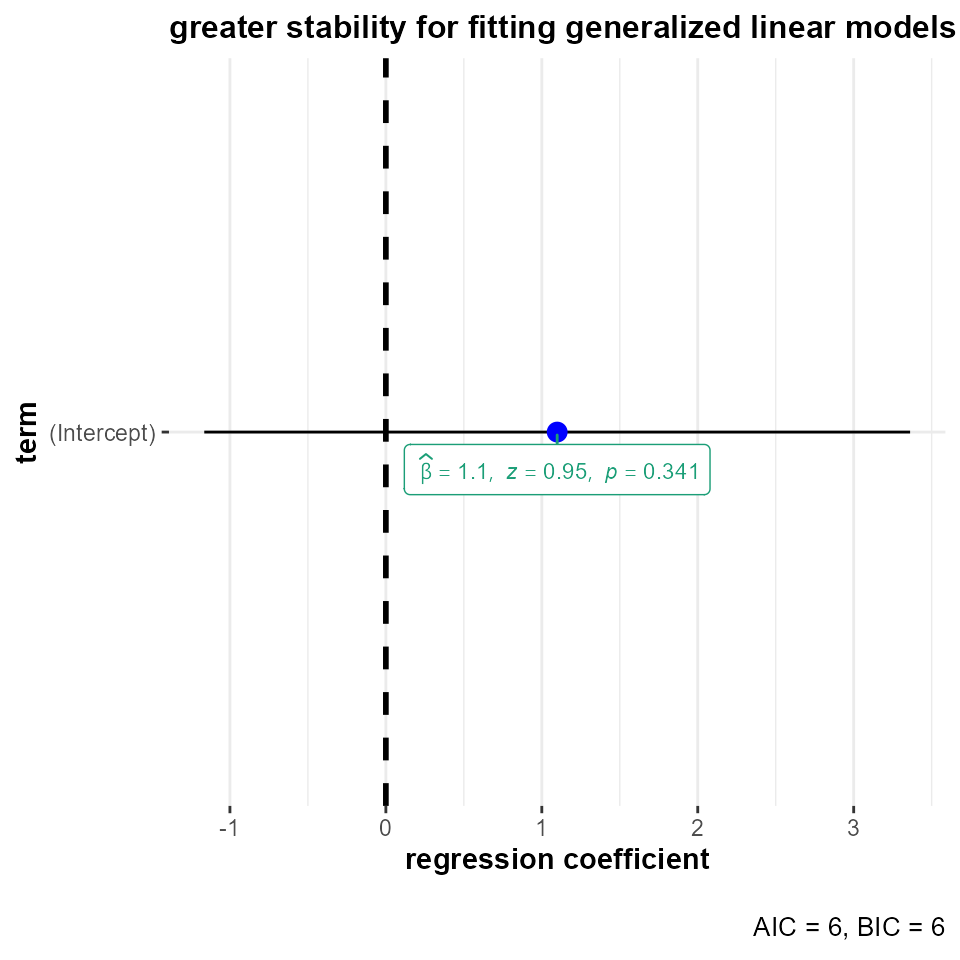 greater stability for fitting generalized linear models
term
(Intercept)
β̂ = 1.1, z = 0.95, p = 0.341
-1 0 1 2 3
regression coefficient
AIC = 6, BIC = 6